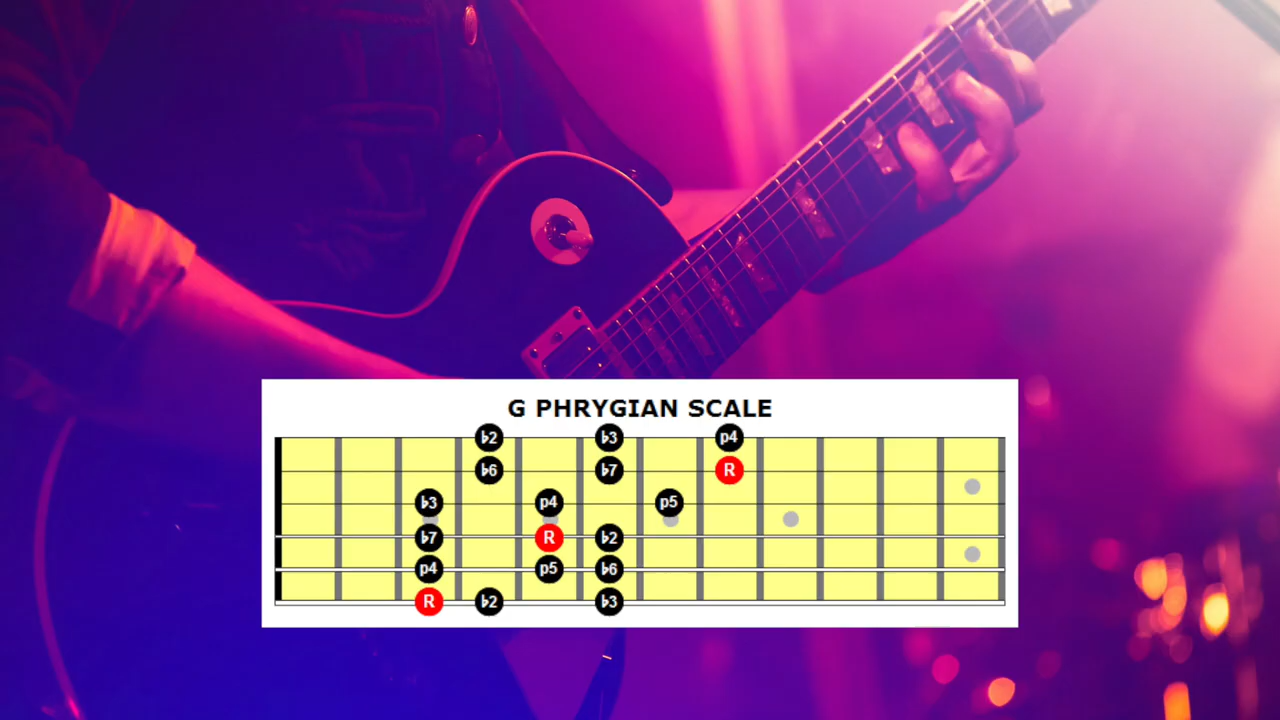 G PHRYGIAN SCALE
♭2 ♭3 p4
♭6 ♭7 R
♭3 p4 p5
♭7 R ♭2
p4 p5 ♭6
R ♭2 ♭3